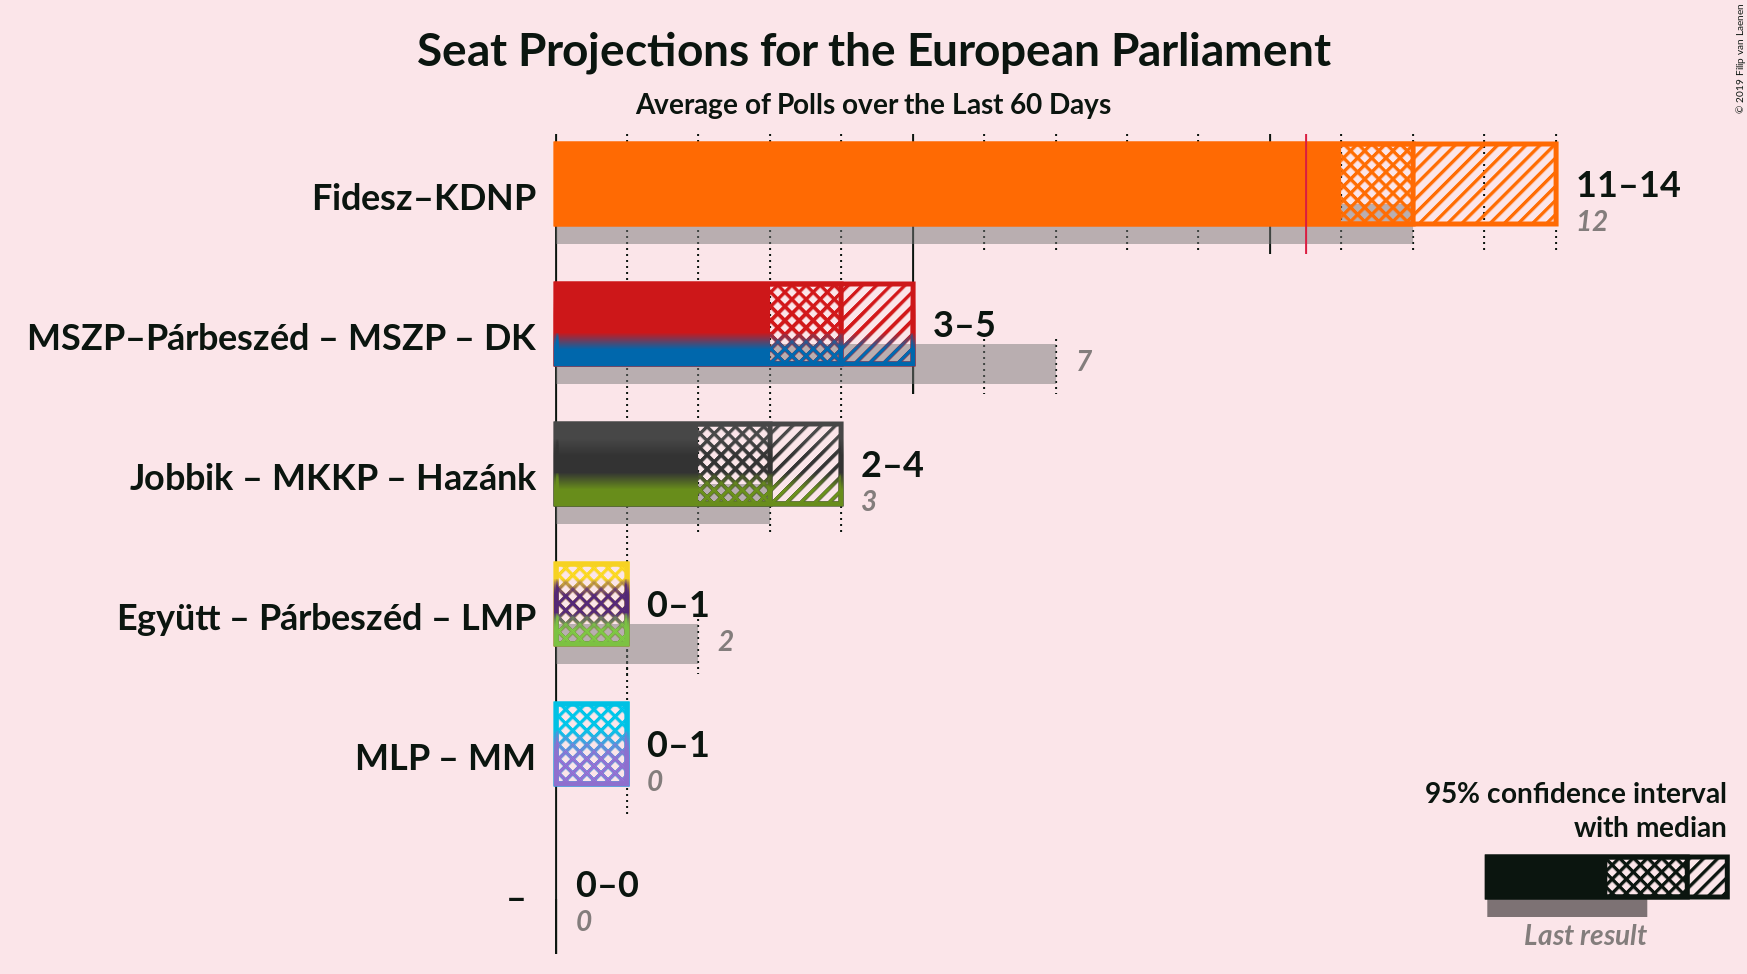 Seat Projections for the European Parliament
Average of Polls over the Last 60 Days
© 2019 Filip van Laenen
Fidesz–KDNP
11–14
12
MSZP–Párbeszéd – MSZP – DK
3–5
7
Jobbik – MKKP – Hazánk
2–4
3
Együtt – Párbeszéd – LMP
0–1
2
MLP – MM
0–1
0
–
0–0
0
95% confidence interval
with median
Last result